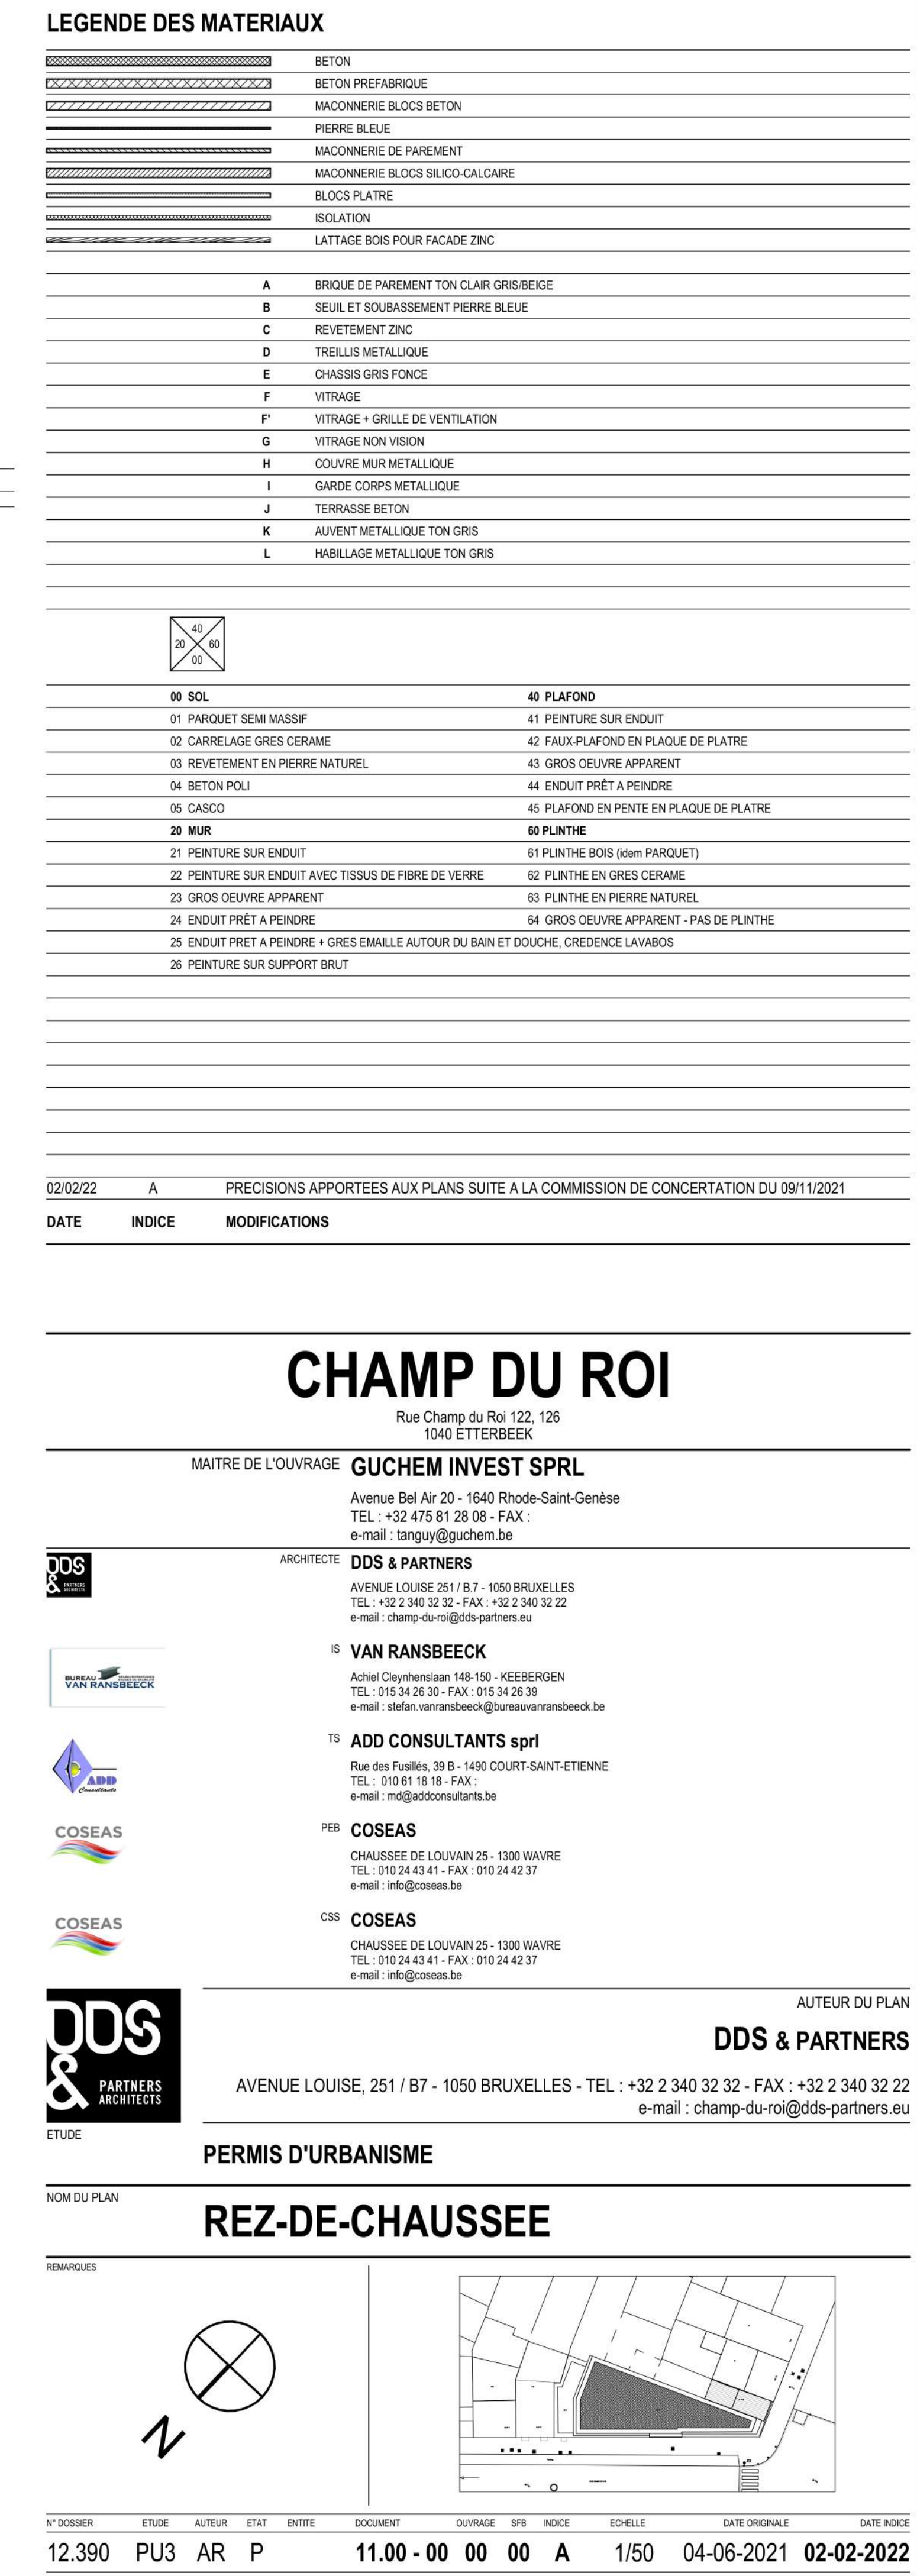 LEGENDE DES MATERIAUX
BETON
BETON PREFABRIQUE
MACONNERIE BLOCS BETON
PIERRE BLEUE
MACONNERIE DE PAREMENT
MACONNERIE BLOCS SILICO-CALCAIRE
BLOCS PLATRE
ISOLATION
LATTAGE BOIS POUR FACADE ZINC
A BRIQUE DE PAREMENT TON CLAIR GRIS/BEIGE
B SEUIL ET SOUBASSEMENT PIERRE BLEUE
C REVETEMENT ZINC
D TREILLIS METALLIQUE
E CHASSIS GRIS FONCE
F VITRAGE
F' VITRAGE + GRILLE DE VENTILATION
G VITRAGE NON VISION
H COUVRE MUR METALLIQUE
I GARDE CORPS METALLIQUE
J TERRASSE BETON
K AUVENT METALLIQUE TON GRIS
L HABILLAGE METALLIQUE TON GRIS
40
20 60
00
00 SOL 40 PLAFOND
01 PARQUET SEMI MASSIF 41 PEINTURE SUR ENDUIT
02 CARRELAGE GRES CERAME 42 FAUX-PLAFOND EN PLAQUE DE PLATRE
03 REVETEMENT EN PIERRE NATUREL 43 GROS OEUVRE APPARENT
04 BETON POLI 44 ENDUIT PRÊT A PEINDRE
05 CASCO 45 PLAFOND EN PENTE EN PLAQUE DE PLATRE
20 MUR 60 PLINTHE
21 PEINTURE SUR ENDUIT 61 PLINTHE BOIS (idem PARQUET)
22 PEINTURE SUR ENDUIT AVEC TISSUS DE FIBRE DE VERRE 62 PLINTHE EN GRES CERAME
23 GROS OEUVRE APPARENT 63 PLINTHE EN PIERRE NATUREL
24 ENDUIT PRÊT A PEINDRE 64 GROS OEUVRE APPARENT - PAS DE PLINTHE
25 ENDUIT PRET A PEINDRE + GRES EMAILLE AUTOUR DU BAIN ET DOUCHE, CREDENCE LAVABOS
26 PEINTURE SUR SUPPORT BRUT
02/02/22 A PRECISIONS APPORTEES AUX PLANS SUITE A LA COMMISSION DE CONCERTATION DU 09/11/2021
DATE INDICE MODIFICATIONS
CHAMP DU ROI
Rue Champ du Roi 122, 126
1040 ETTERBEEK
MAITRE DE L'OUVRAGE GUCHEM INVEST SPRL
Avenue Bel Air 20 - 1640 Rhode-Saint-Genèse
TEL : +32 475 81 28 08 - FAX :
e-mail : tanguy@guchem.be
DDS
& PARTNERS
ARCHITECTS
ARCHITECTE DDS & PARTNERS
AVENUE LOUISE 251 / B.7 - 1050 BRUXELLES
TEL : +32 2 340 32 32 - FAX : +32 2 340 32 22
e-mail : champ-du-roi@dds-partners.eu
BUREAU
VAN RANSBEECK
IS VAN RANSBEECK
Achiel Cleynhenslaan 148-150 - KEEBERGEN
TEL : 015 34 26 30 - FAX : 015 34 26 39
e-mail : stefan.vanransbeeck@bureauvanransbeeck.be
ADD
Consultants
TS ADD CONSULTANTS sprl
Rue des Fusillés, 39 B - 1490 COURT-SAINT-ETIENNE
TEL : 010 61 18 18 - FAX :
e-mail : md@addconsultants.be
COSEAS
PEB COSEAS
CHAUSSEE DE LOUVAIN 25 - 1300 WAVRE
TEL : 010 24 43 41 - FAX : 010 24 42 37
e-mail : info@coseas.be
COSEAS
CSS COSEAS
CHAUSSEE DE LOUVAIN 25 - 1300 WAVRE
TEL : 010 24 43 41 - FAX : 010 24 42 37
e-mail : info@coseas.be
DDS
& PARTNERS
ARCHITECTS
AUTEUR DU PLAN
DDS & PARTNERS
AVENUE LOUISE, 251 / B7 - 1050 BRUXELLES - TEL : +32 2 340 32 32 - FAX : +32 2 340 32 22
e-mail : champ-du-roi@dds-partners.eu
ETUDE
PERMIS D'URBANISME
NOM DU PLAN
REZ-DE-CHAUSSEE
REMARQUES
N
N° DOSSIER ETUDE AUTEUR ETAT ENTITE DOCUMENT OUVRAGE SFB INDICE ECHELLE DATE ORIGINALE DATE INDICE
12.390 PU3 AR P 11.00 - 00 00 00 A 1/50 04-06-2021 02-02-2022